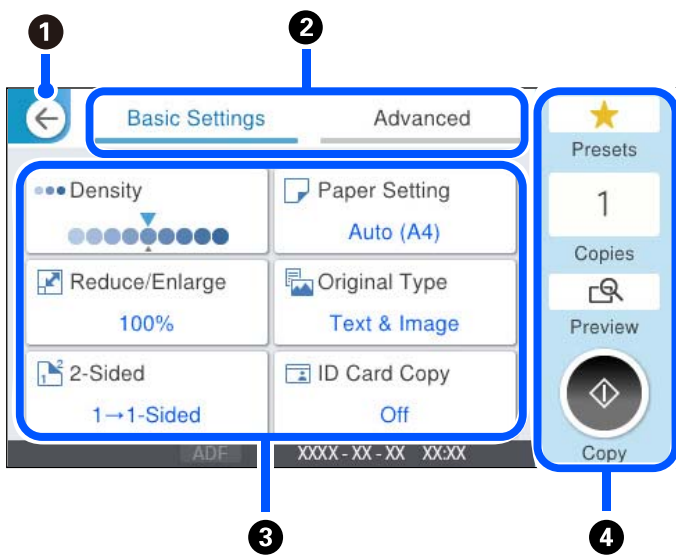 1
2
Basic Settings
Advanced
Presets
Density
Paper Setting
Auto (A4)
1
Copies
Reduce/Enlarge
100%
Original Type
Text & Image
Preview
1 2
2-Sided
1→1-Sided
ID Card Copy
Off
Copy
ADF
XXXX - XX - XX XX:XX
3
4